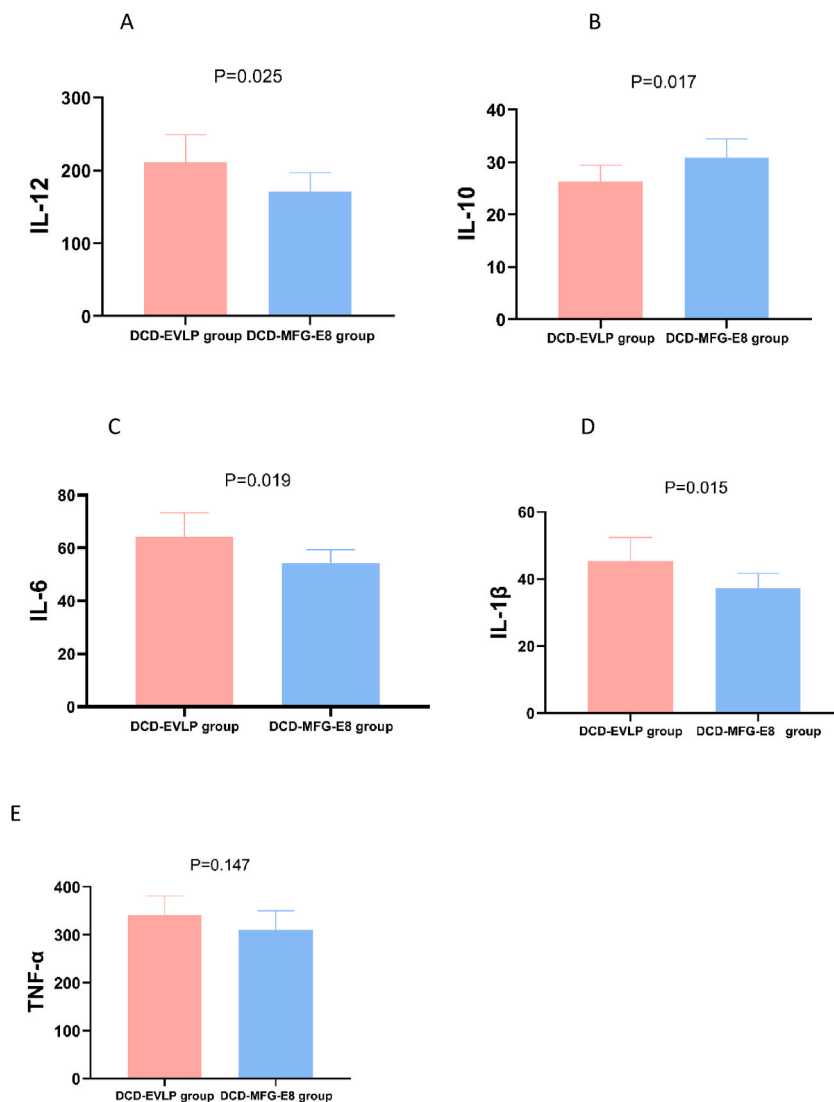 A
P=0.025
300
200
100
0
IL-12
DCD-EVLP group DCD-MFG-E8 group
B
P=0.017
40
30
20
10
0
IL-10
DCD-EVLP group DCD-MFG-E8 group
C
P=0.019
80
60
40
20
0
IL-6
DCD-EVLP group DCD-MFG-E8 group
D
P=0.015
60
40
20
0
IL-1β
DCD-EVLP group DCD-MFG-E8 group
E
P=0.147
400
300
200
100
0
TNF-α
DCD-EVLP group DCD-MFG-E8 group